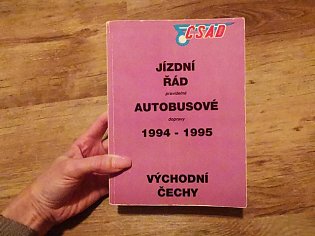 ČSAD
JÍZDNÍ
ŘÁD
pravidelné
AUTOBUSOVÉ
dopravy
1994 - 1995
VÝCHODNÍ
ČECHY